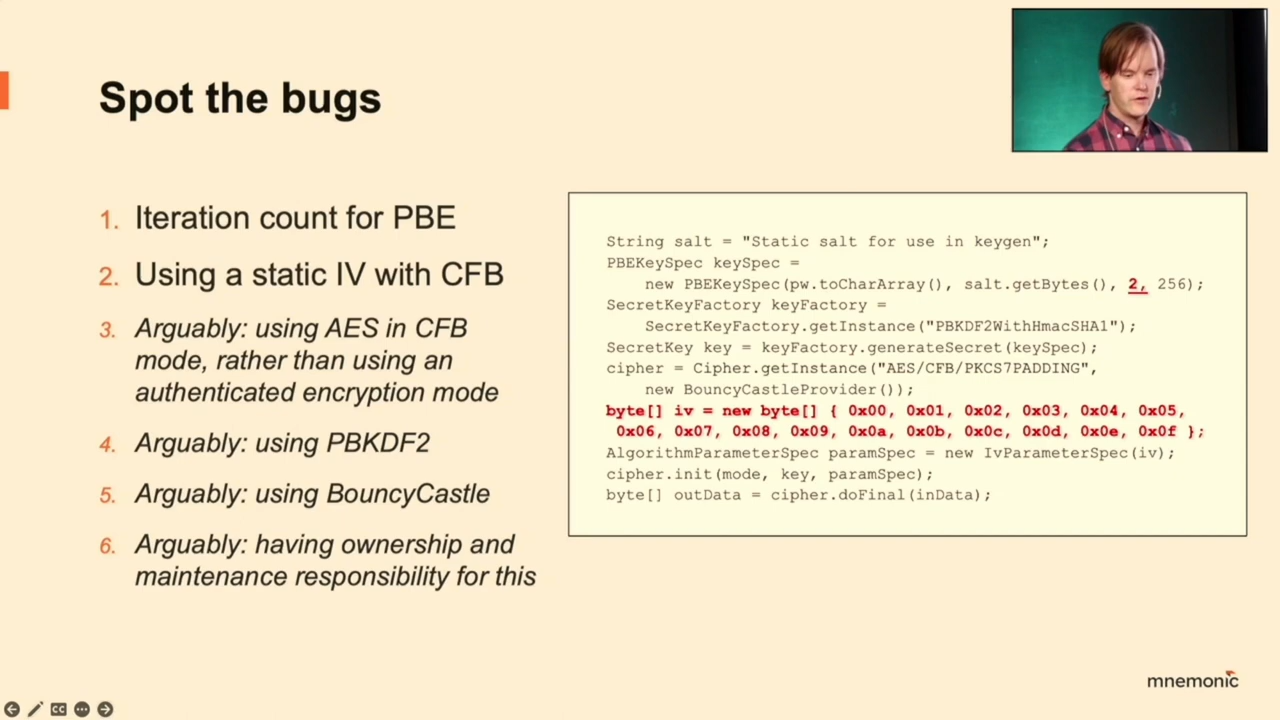 Spot the bugs
1. Iteration count for PBE
2. Using a static IV with CFB
3. Arguably: using AES in CFB
mode, rather than using an
authenticated encryption mode
4. Arguably: using PBKDF2
5. Arguably: using BouncyCastle
6. Arguably: having ownership and
maintenance responsibility for this
String salt = "Static salt for use in keygen";
PBEKeySpec keySpec =
new PBEKeySpec(pw.toCharArray(), salt.getBytes(), 2, 256);
SecretKeyFactory keyFactory =
SecretKeyFactory.getInstance("PBKDF2WithHmacSHA1");
SecretKey key = keyFactory.generateSecret(keySpec);
cipher = Cipher.getInstance("AES/CFB/PKCS7PADDING",
new BouncyCastleProvider());
byte[] iv = new byte[] { 0x00, 0x01, 0x02, 0x03, 0x04, 0x05,
0x06, 0x07, 0x08, 0x09, 0x0a, 0x0b, 0x0c, 0x0d, 0x0e, 0x0f };
AlgorithmParameterSpec paramSpec = new IvParameterSpec(iv);
cipher.init(mode, key, paramSpec);
byte[] outData = cipher.doFinal(inData);
mnemonic
CC